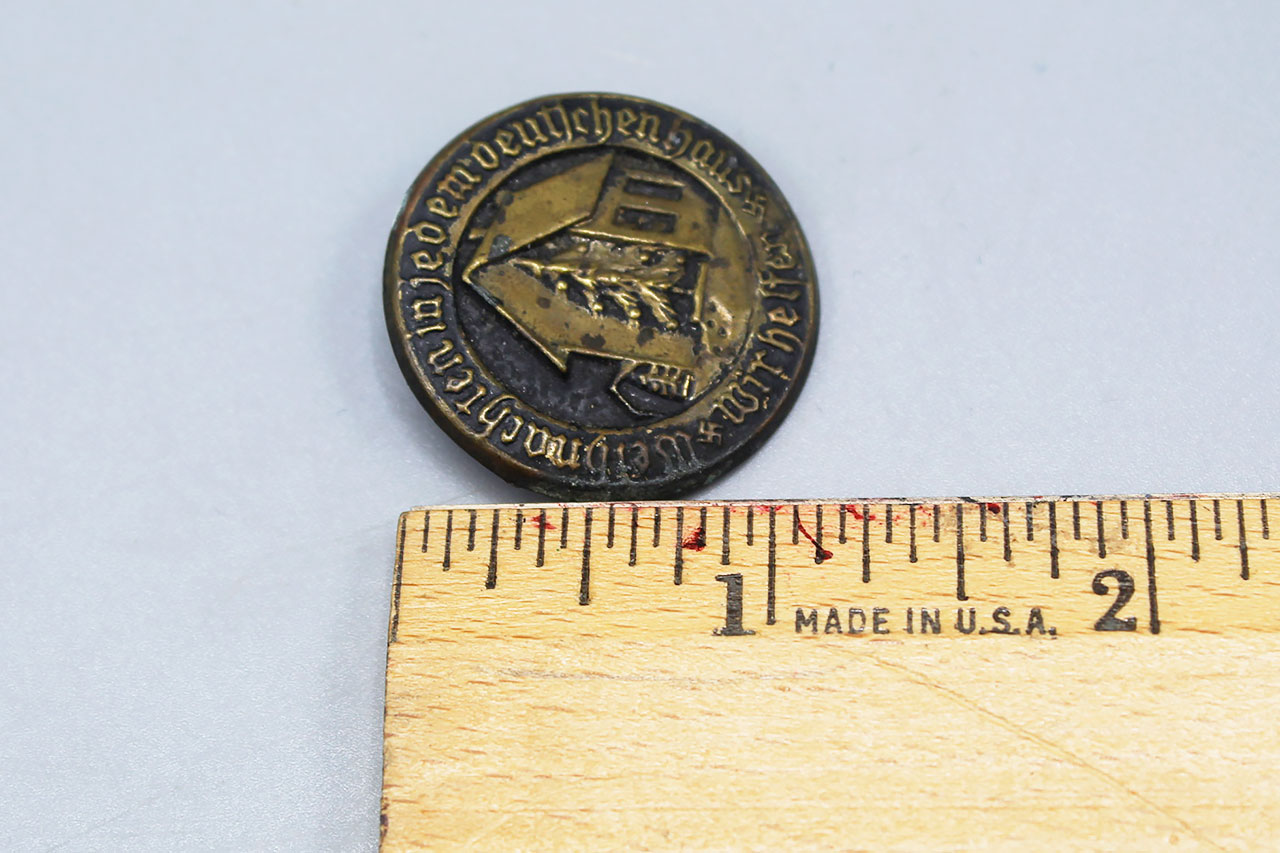 Weihnachten in jedem deutschen haus
wir helfen
1 2
MADE IN U.S.A.